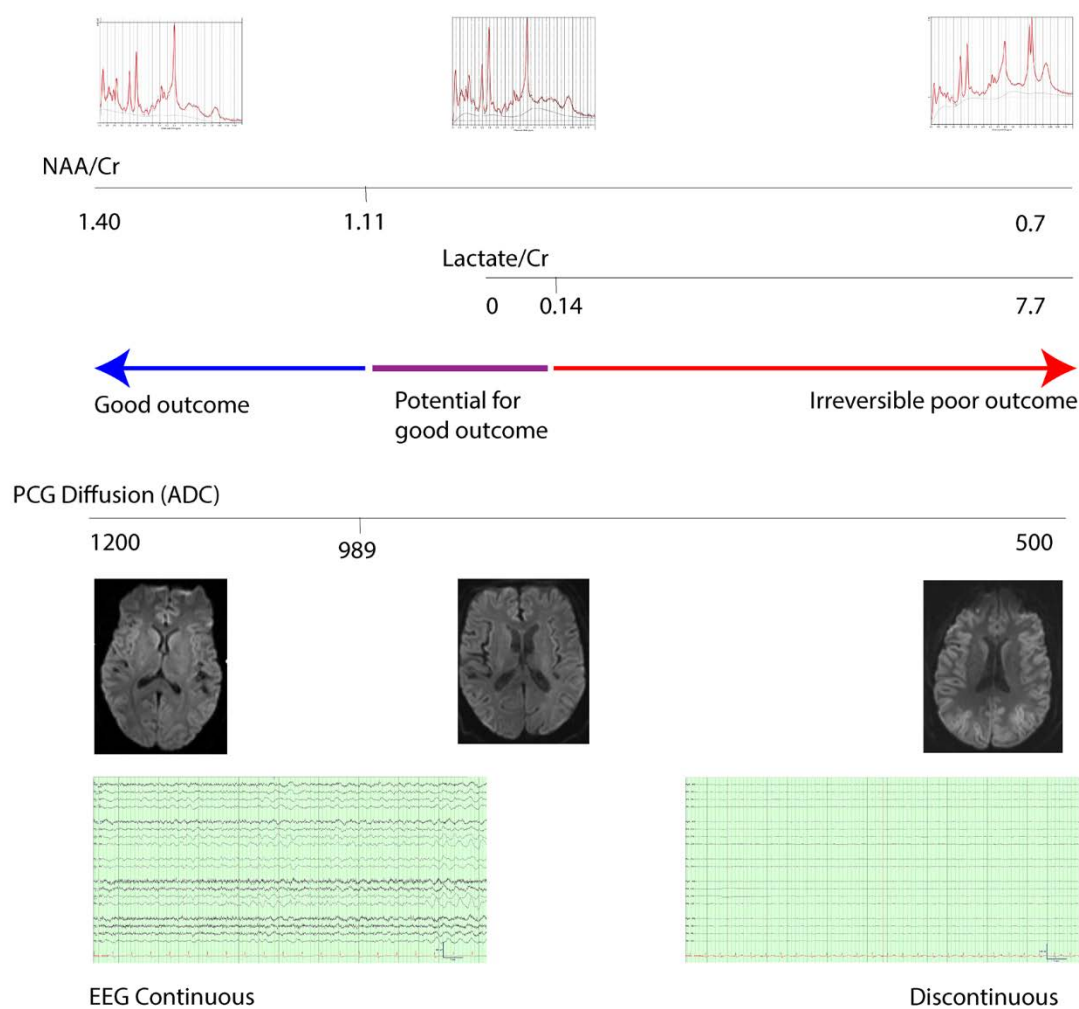 NAA/Cr
1.40 1.11 0.7
Lactate/Cr
0 0.14 7.7
Good outcome Potential for good outcome Irreversible poor outcome
PCG Diffusion (ADC)
1200 989 500
EEG Continuous Discontinuous